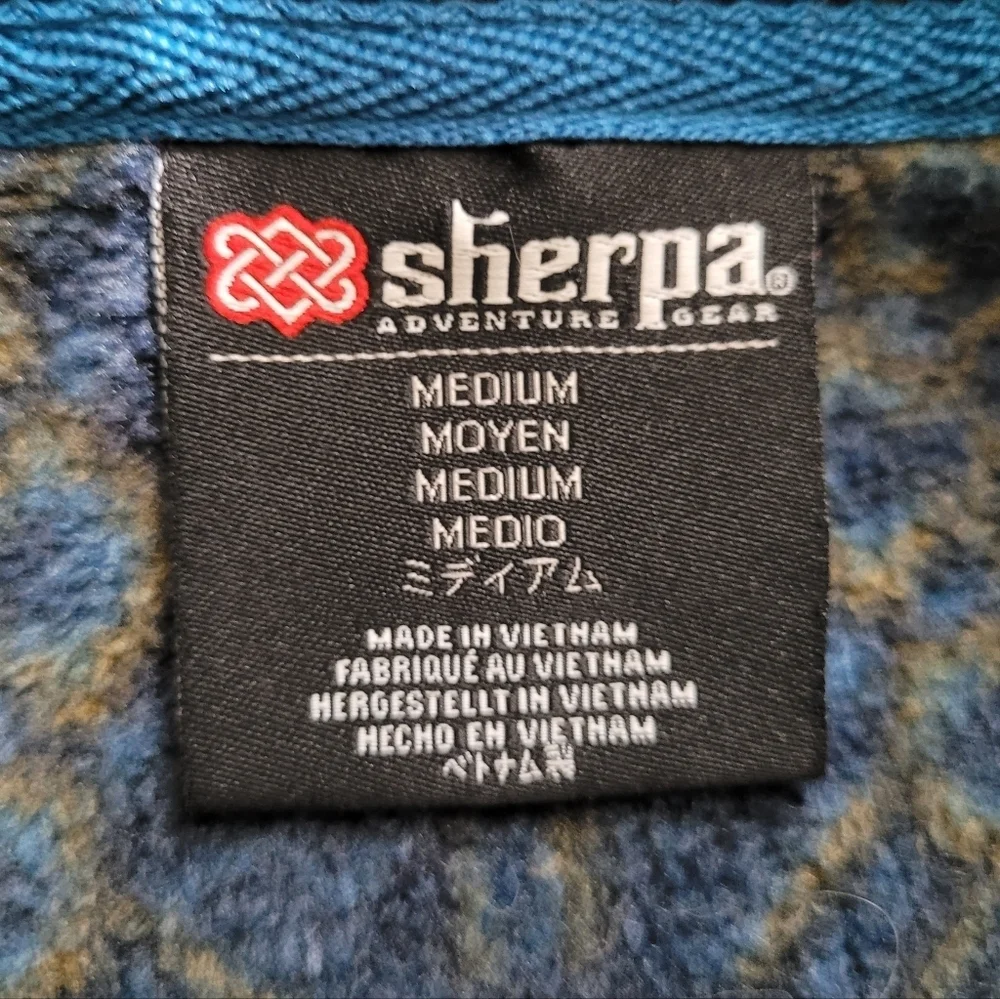 sherpa®
ADVENTURE GEAR
MEDIUM
MOYEN
MEDIUM
MEDIO
ミディアム
MADE IN VIETNAM
FABRIQUÉ AU VIETNAM
HERGESTELLT IN VIETNAM
HECHO EN VIETNAM
ベトナム製